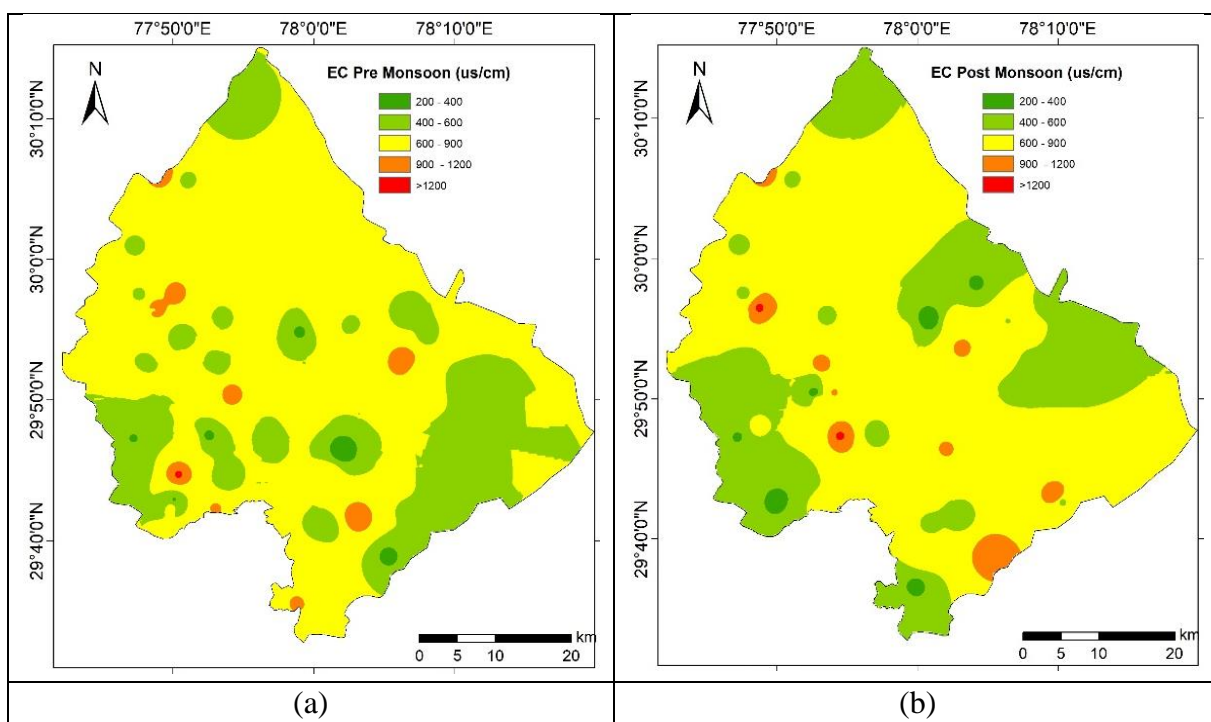 77°50'0"E 78°0'0"E 78°10'0"E
N
EC Pre Monsoon (us/cm)
200 - 400
400 - 600
600 - 900
900 - 1200
>1200
30°10'0"N
30°0'0"N
29°50'0"N
29°40'0"N
km
0 5 10 20
(a)
77°50'0"E 78°0'0"E 78°10'0"E
N
EC Post Monsoon (us/cm)
200 - 400
400 - 600
600 - 900
900 - 1200
>1200
30°10'0"N
30°0'0"N
29°50'0"N
29°40'0"N
km
0 5 10 20
(b)